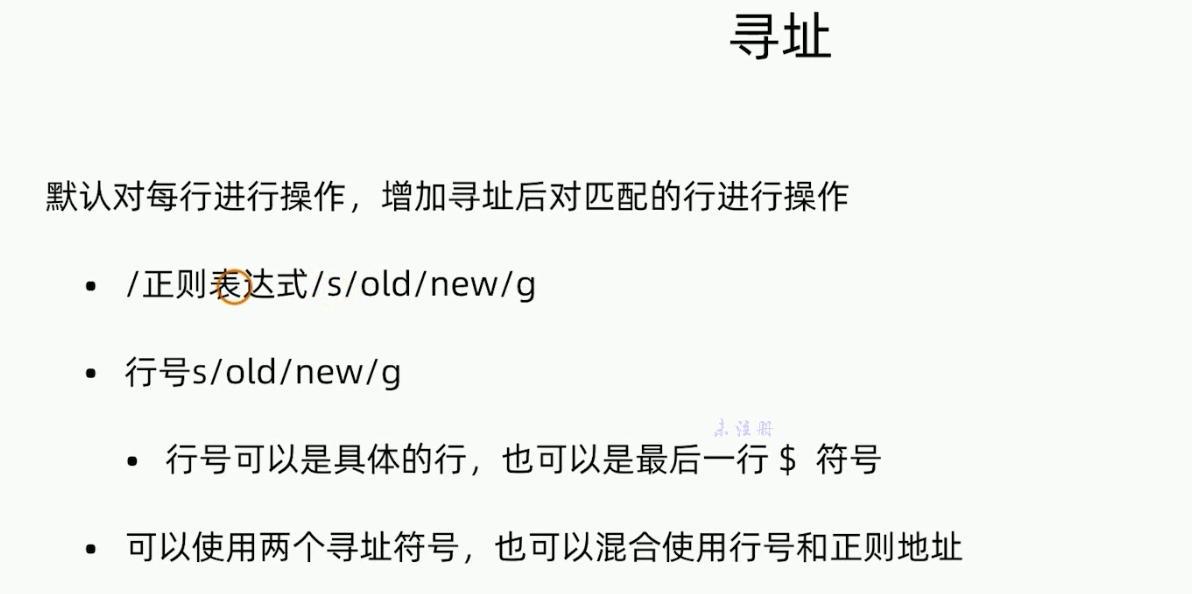 寻址
默认对每行进行操作，增加寻址后对匹配的行进行操作
• /正则表达式/s/old/new/g
• 行号s/old/new/g
未注册
• 行号可以是具体的行，也可以是最后一行 $ 符号
• 可以使用两个寻址符号，也可以混合使用行号和正则地址